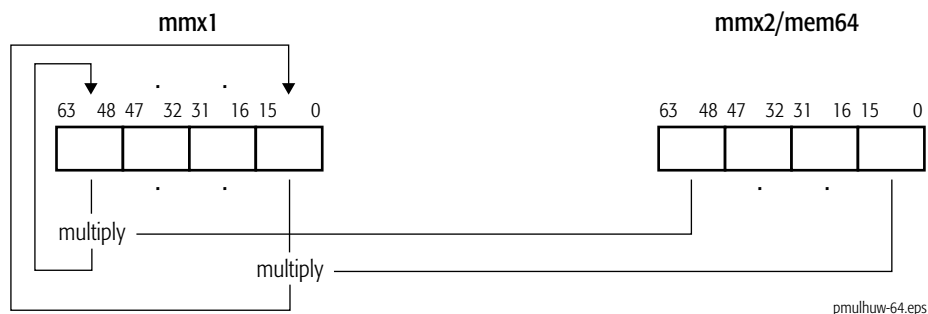 mmx1 mmx2/mem64
. .
63 48 47 32 31 16 15 0 63 48 47 32 31 16 15 0
. . . .
multiply
multiply
pmulhuw-64.eps